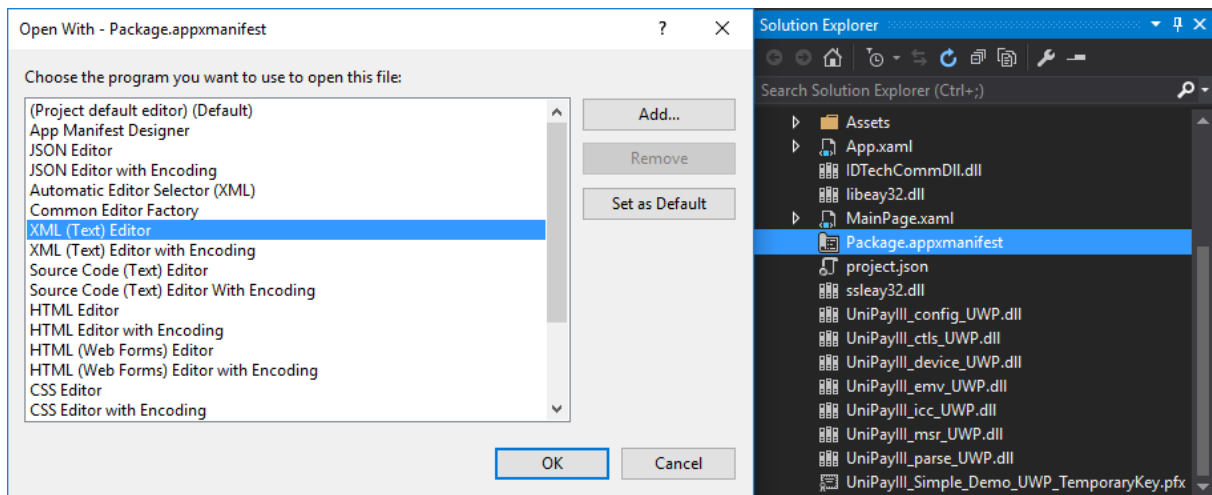 Open With - Package.appxmanifest
Choose the program you want to use to open this file:
(Project default editor) (Default)
App Manifest Designer
JSON Editor
JSON Editor with Encoding
Automatic Editor Selector (XML)
Common Editor Factory
XML (Text) Editor
XML (Text) Editor with Encoding
Source Code (Text) Editor
Source Code (Text) Editor With Encoding
HTML Editor
HTML Editor with Encoding
HTML (Web Forms) Editor
HTML (Web Forms) Editor with Encoding
CSS Editor
CSS Editor with Encoding
Add...
Remove
Set as Default
OK
Cancel
Solution Explorer
Search Solution Explorer (Ctrl+;)
Assets
App.xaml
IDTechCommDll.dll
libeay32.dll
MainPage.xaml
Package.appxmanifest
project.json
ssleay32.dll
UniPayIII_config_UWP.dll
UniPayIII_ctls_UWP.dll
UniPayIII_device_UWP.dll
UniPayIII_emv_UWP.dll
UniPayIII_icc_UWP.dll
UniPayIII_msr_UWP.dll
UniPayIII_parse_UWP.dll
UniPayIII_Simple_Demo_UWP_TemporaryKey.pfx